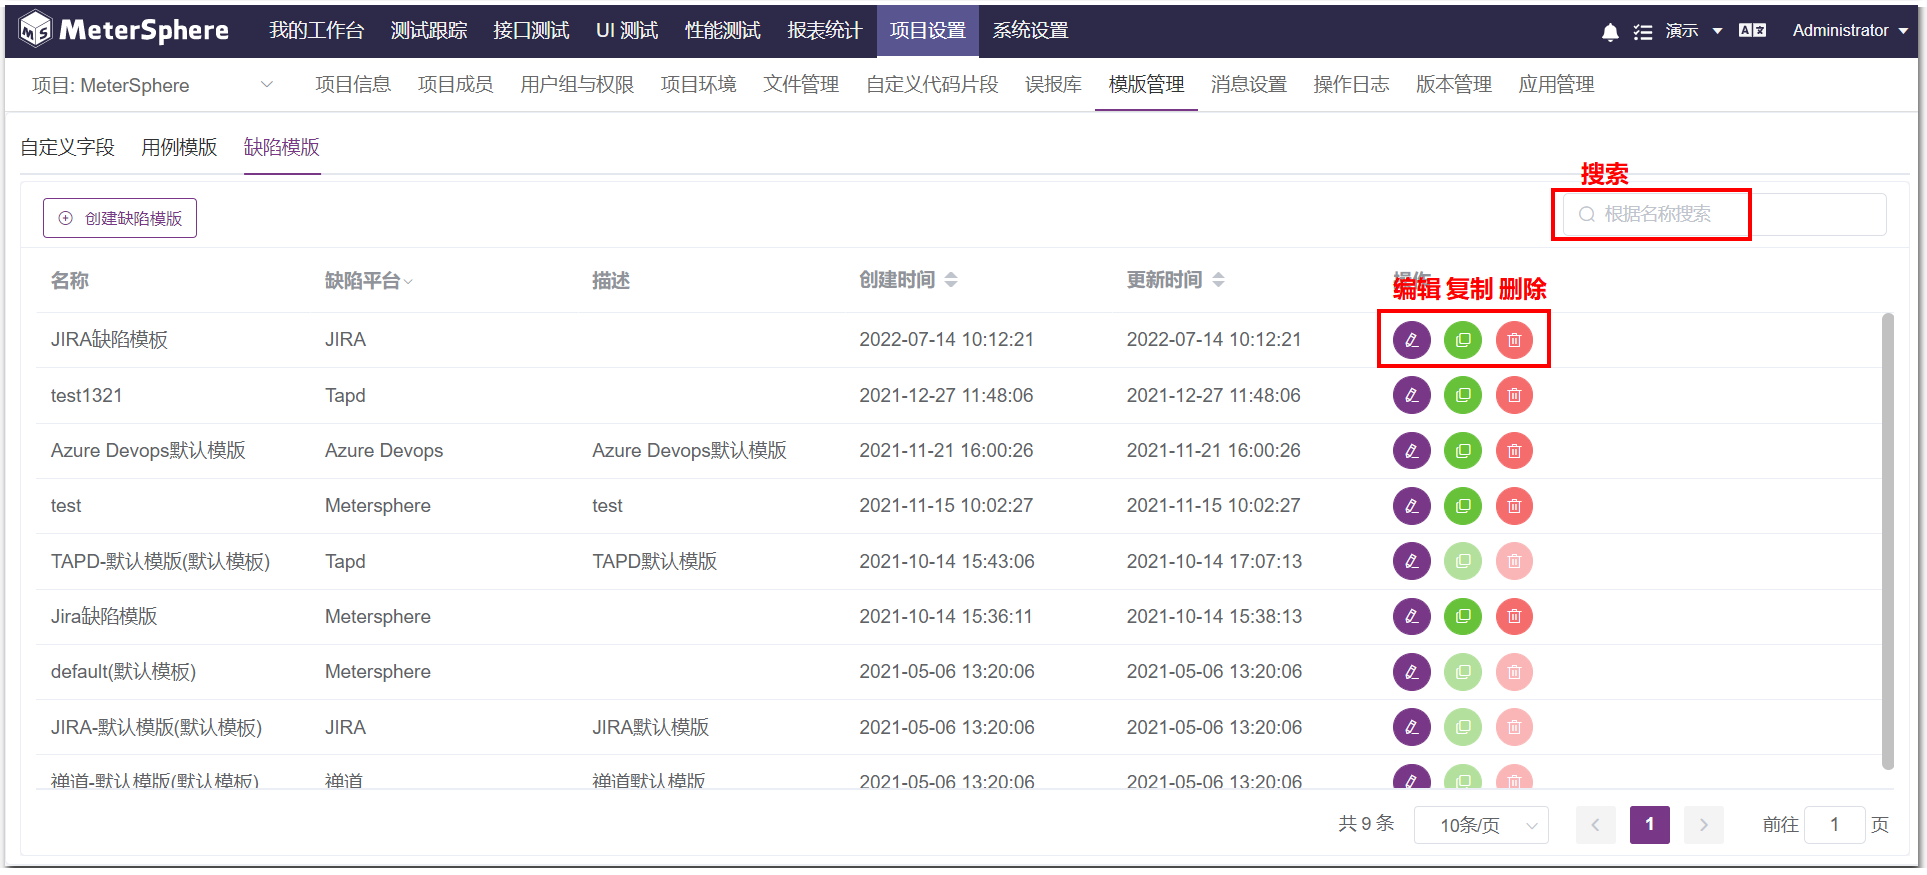 MeterSphere 我的工作台 测试跟踪 接口测试 UI 测试 性能测试 报表统计 项目设置 系统设置 演示 Administrator
项目: MeterSphere 项目信息 项目成员 用户组与权限 项目环境 文件管理 自定义代码片段 误报库 模版管理 消息设置 操作日志 版本管理 应用管理
自定义字段 用例模版 缺陷模版
搜索
创建缺陷模版 根据名称搜索
名称 缺陷平台 描述 创建时间 更新时间 操作
编辑 复制 删除
JIRA缺陷模板 JIRA 2022-07-14 10:12:21 2022-07-14 10:12:21
test1321 Tapd 2021-12-27 11:48:06 2021-12-27 11:48:06
Azure Devops默认模版 Azure Devops Azure Devops默认模版 2021-11-21 16:00:26 2021-11-21 16:00:26
test Metersphere test 2021-11-15 10:02:27 2021-11-15 10:02:27
TAPD-默认模版(默认模板) Tapd TAPD默认模版 2021-10-14 15:43:06 2021-10-14 17:07:13
Jira缺陷模版 Metersphere 2021-10-14 15:36:11 2021-10-14 15:38:13
default(默认模板) Metersphere 2021-05-06 13:20:06 2021-05-06 13:20:06
JIRA-默认模版(默认模板) JIRA JIRA默认模版 2021-05-06 13:20:06 2021-05-06 13:20:06
禅道-默认模版(默认模板) 禅道 禅道默认模版 2021-05-06 13:20:06 2021-05-06 13:20:06
共 9 条 10条/页 1 前往 1 页